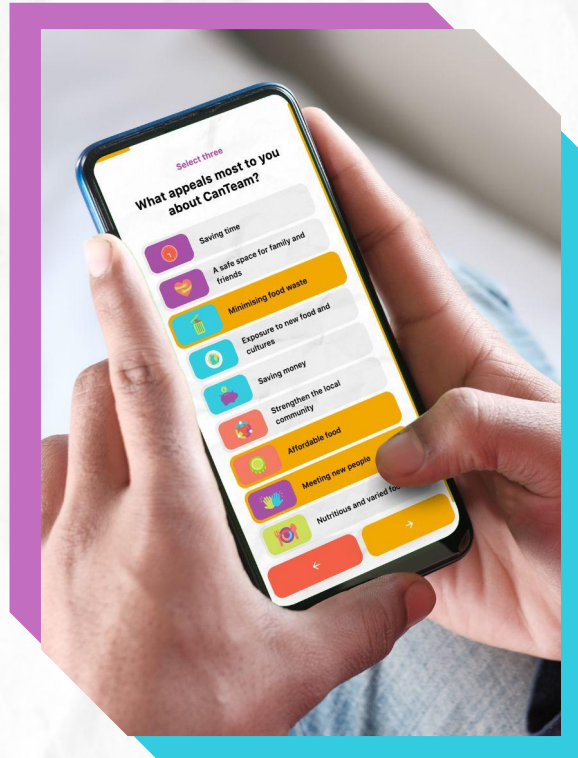 Select three
What appeals most to you
about CanTeam?
Saving time
A safe space for family and
friends
Minimising food waste
Exposure to new food and
cultures
Saving money
Strengthen the local
community
Affordable food
Meeting new people
Nutritious and varied